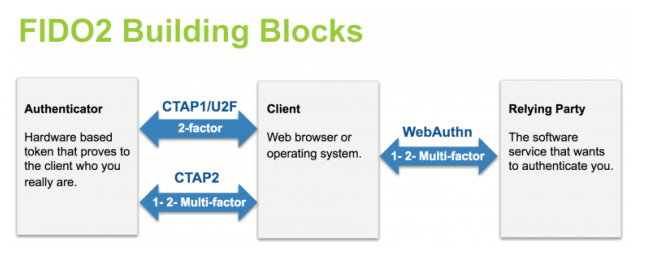 FIDO2 Building Blocks
Authenticator
Hardware based
token that proves to
the client who you
really are.
CTAP1/U2F
2-factor
CTAP2
1- 2- Multi-factor
Client
Web browser or
operating system.
WebAuthn
1- 2- Multi-factor
Relying Party
The software
service that wants
to authenticate you.